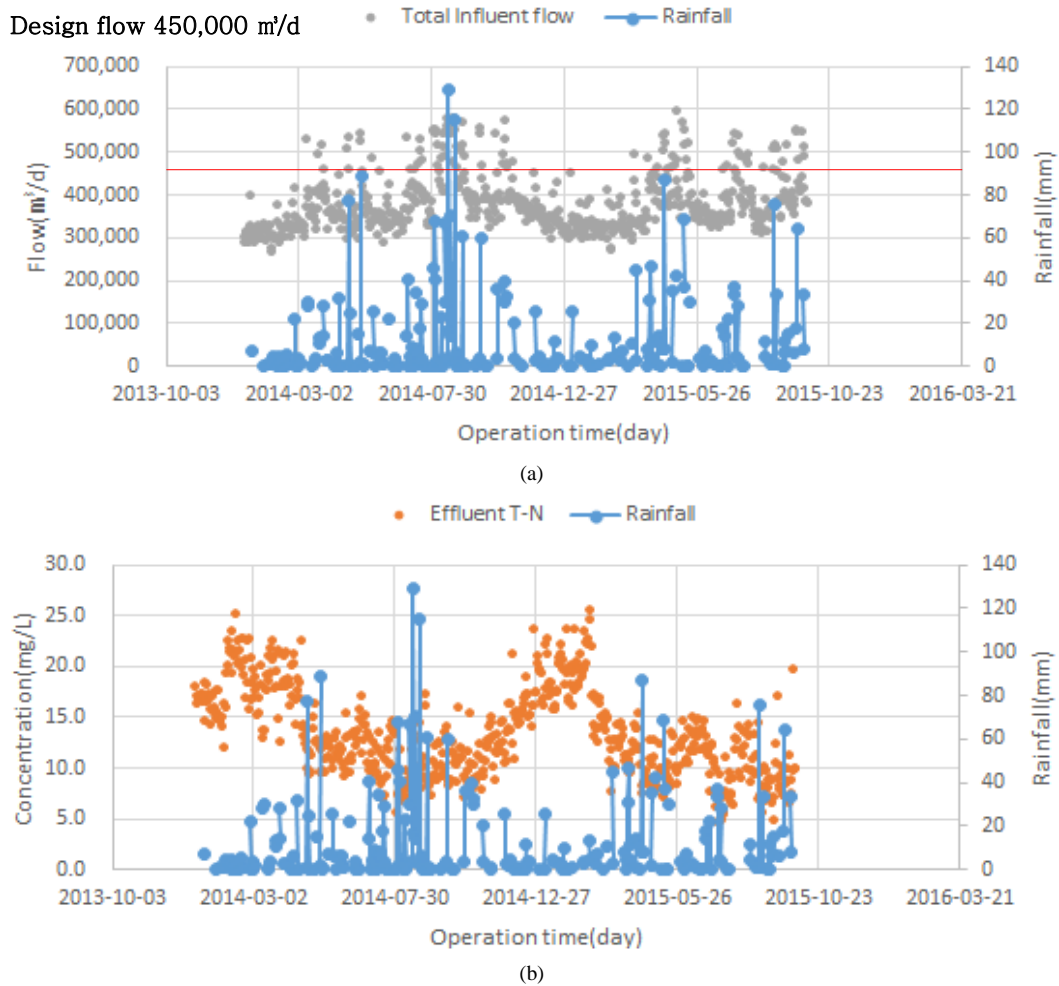 Design flow 450,000 ㎥/d
Total Influent flow Rainfall
700,000
600,000
500,000
400,000
300,000
200,000
100,000
0
Flow(㎥/d)
140
120
100
80
60
40
20
0
Rainfall(mm)
2013-10-03 2014-03-02 2014-07-30 2014-12-27 2015-05-26 2015-10-23 2016-03-21
Operation time(day)
(a)
Effluent T-N Rainfall
30.0
25.0
20.0
15.0
10.0
5.0
0.0
Concentration(mg/L)
140
120
100
80
60
40
20
0
Rainfall(mm)
2013-10-03 2014-03-02 2014-07-30 2014-12-27 2015-05-26 2015-10-23 2016-03-21
Operation time(day)
(b)